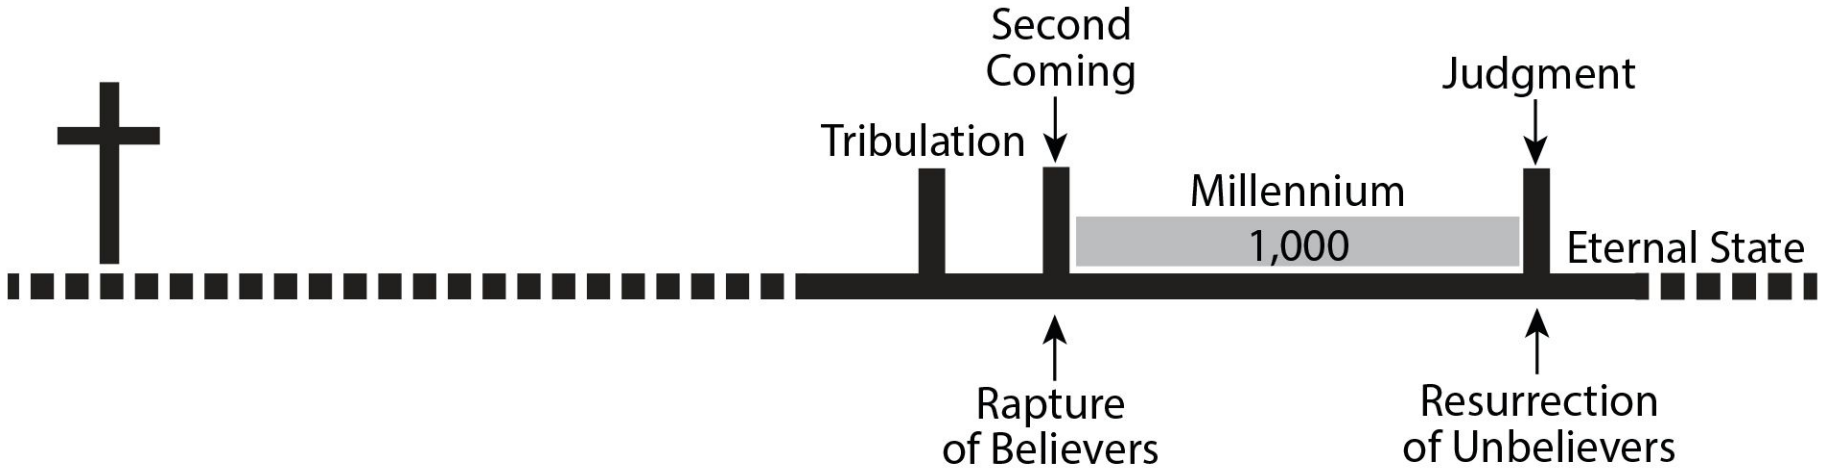 Second
Coming
Judgment
Tribulation
Millennium
1,000
Eternal State
Rapture
of Believers
Resurrection
of Unbelievers